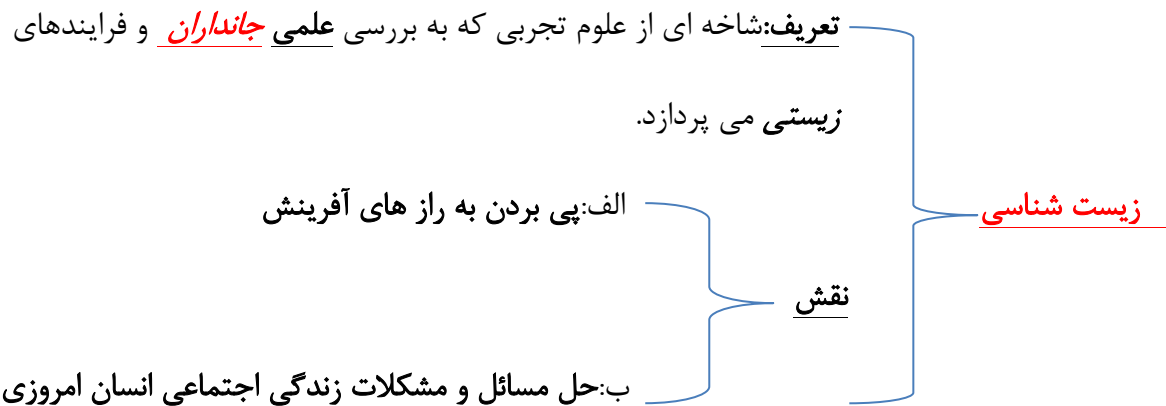 تعریف:شاخه ای از علوم تجربی که به بررسی علمی جانداران و فرایندهای
زیستی می پردازد.
زیست شناسی
الف:پی بردن به راز های آفرینش
نقش
ب:حل مسائل و مشکلات زندگی اجتماعی انسان امروزی